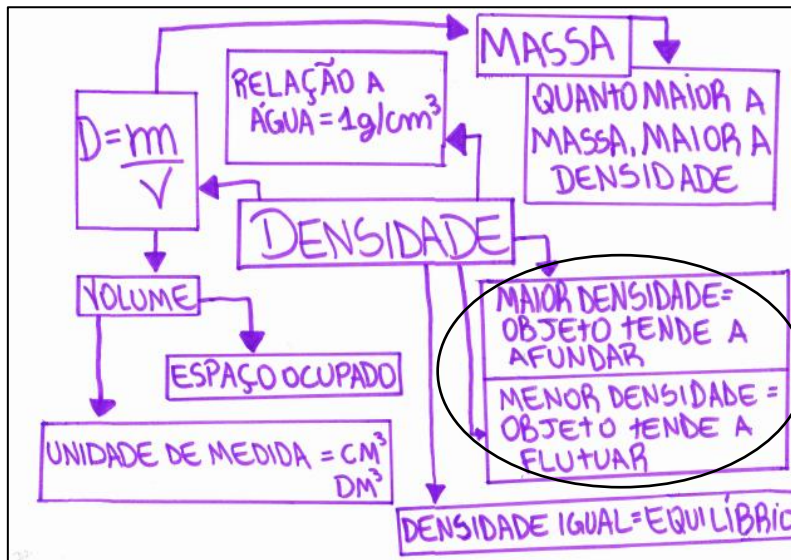 MASSA
QUANTO MAIOR A
MASSA, MAIOR A
DENSIDADE
RELAÇÃO A
ÁGUA = 1g/cm³
D = m
V
DENSIDADE
VOLUME
ESPAÇO OCUPADO
UNIDADE DE MEDIDA = CM³
DM³
MAIOR DENSIDADE =
OBJETO TENDE A
AFUNDAR
MENOR DENSIDADE =
OBJETO TENDE A
FLUTUAR
DENSIDADE IGUAL = EQUILÍBRIO